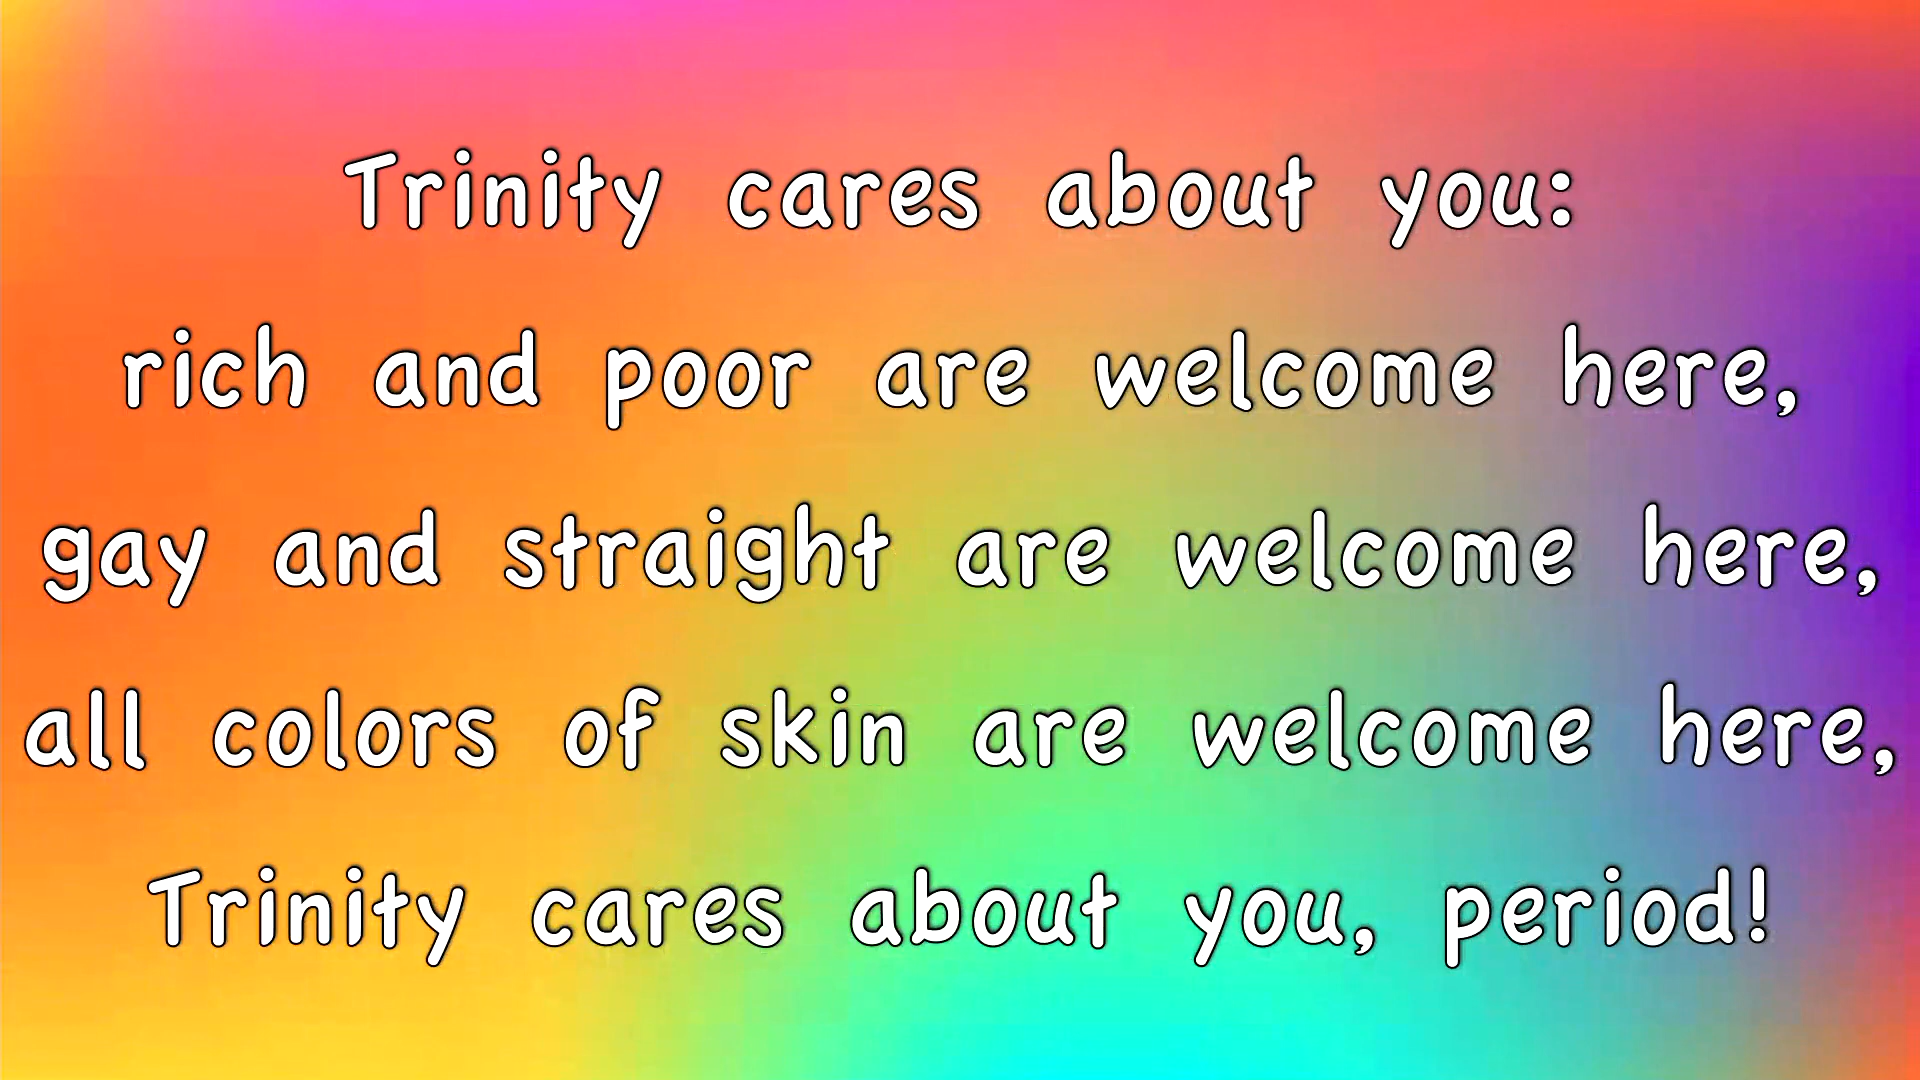 Trinity cares about you:
rich and poor are welcome here,
gay and straight are welcome here,
all colors of skin are welcome here,
Trinity cares about you, period!